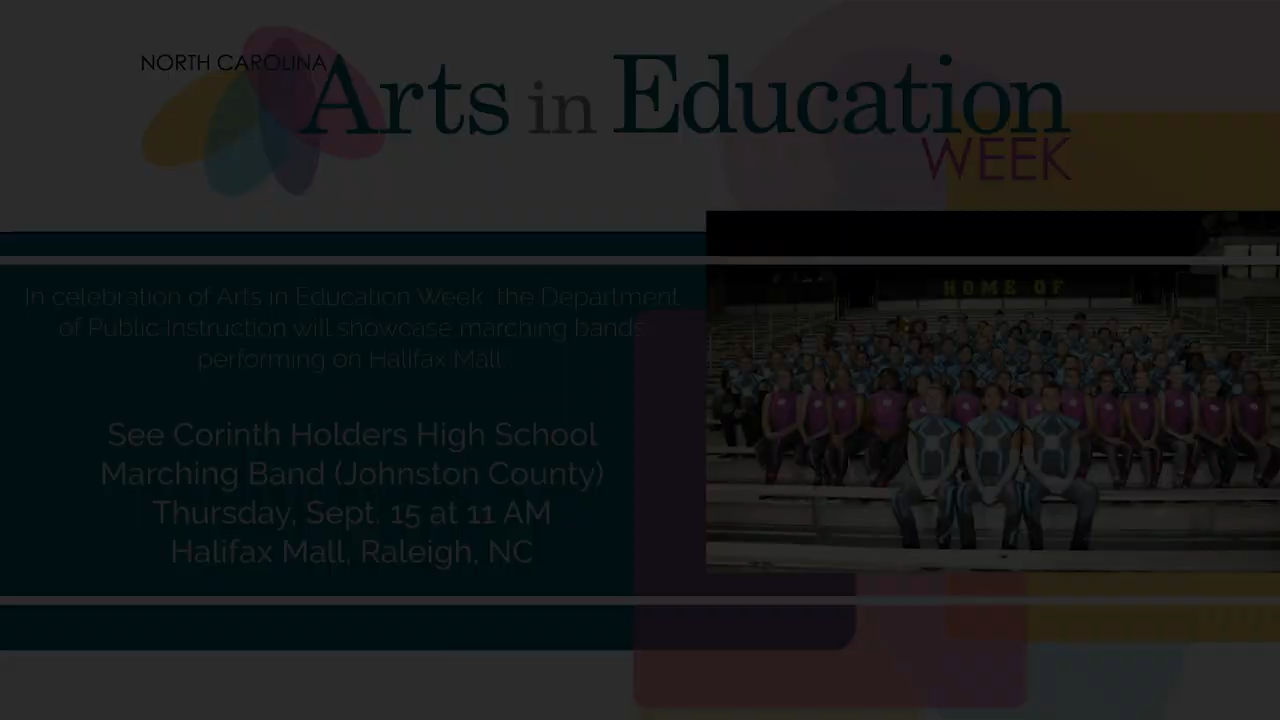 NORTH CAROLINA
Arts in Education
WEEK
In celebration of Arts in Education Week, the Department
of Public Instruction will showcase marching bands
performing on Halifax Mall
See Corinth Holders High School
Marching Band (Johnston County)
Thursday, Sept. 15 at 11 AM
Halifax Mall, Raleigh, NC
HOME OF